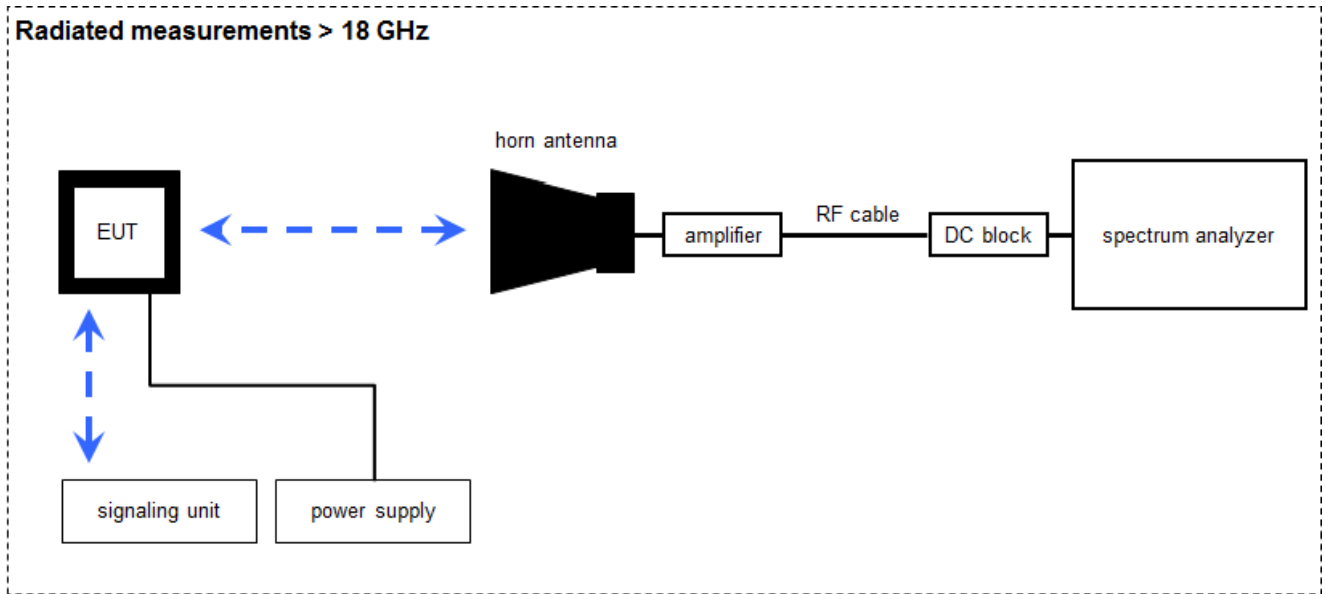 Radiated measurements > 18 GHz
horn antenna
EUT
amplifier
RF cable
DC block
spectrum analyzer
signaling unit
power supply